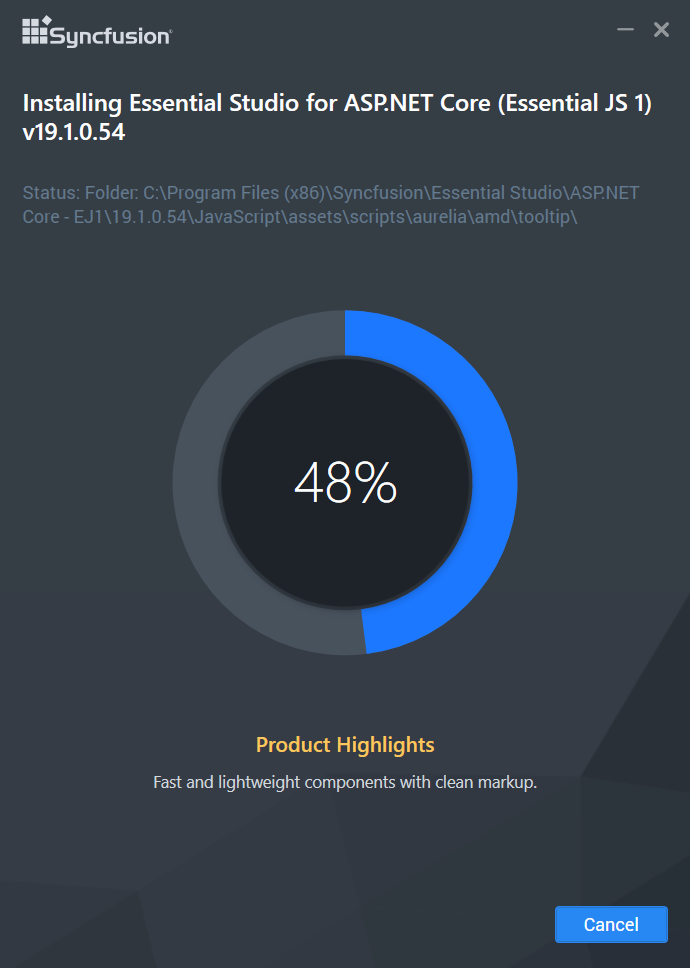 Syncfusion®
Installing Essential Studio for ASP.NET Core (Essential JS 1)
v19.1.0.54
Status: Folder: C:\Program Files (x86)\Syncfusion\Essential Studio\ASP.NET
Core - EJ1\19.1.0.54\JavaScript\assets\scripts\aurelia\amd\tooltip\
48%
Product Highlights
Fast and lightweight components with clean markup.
Cancel